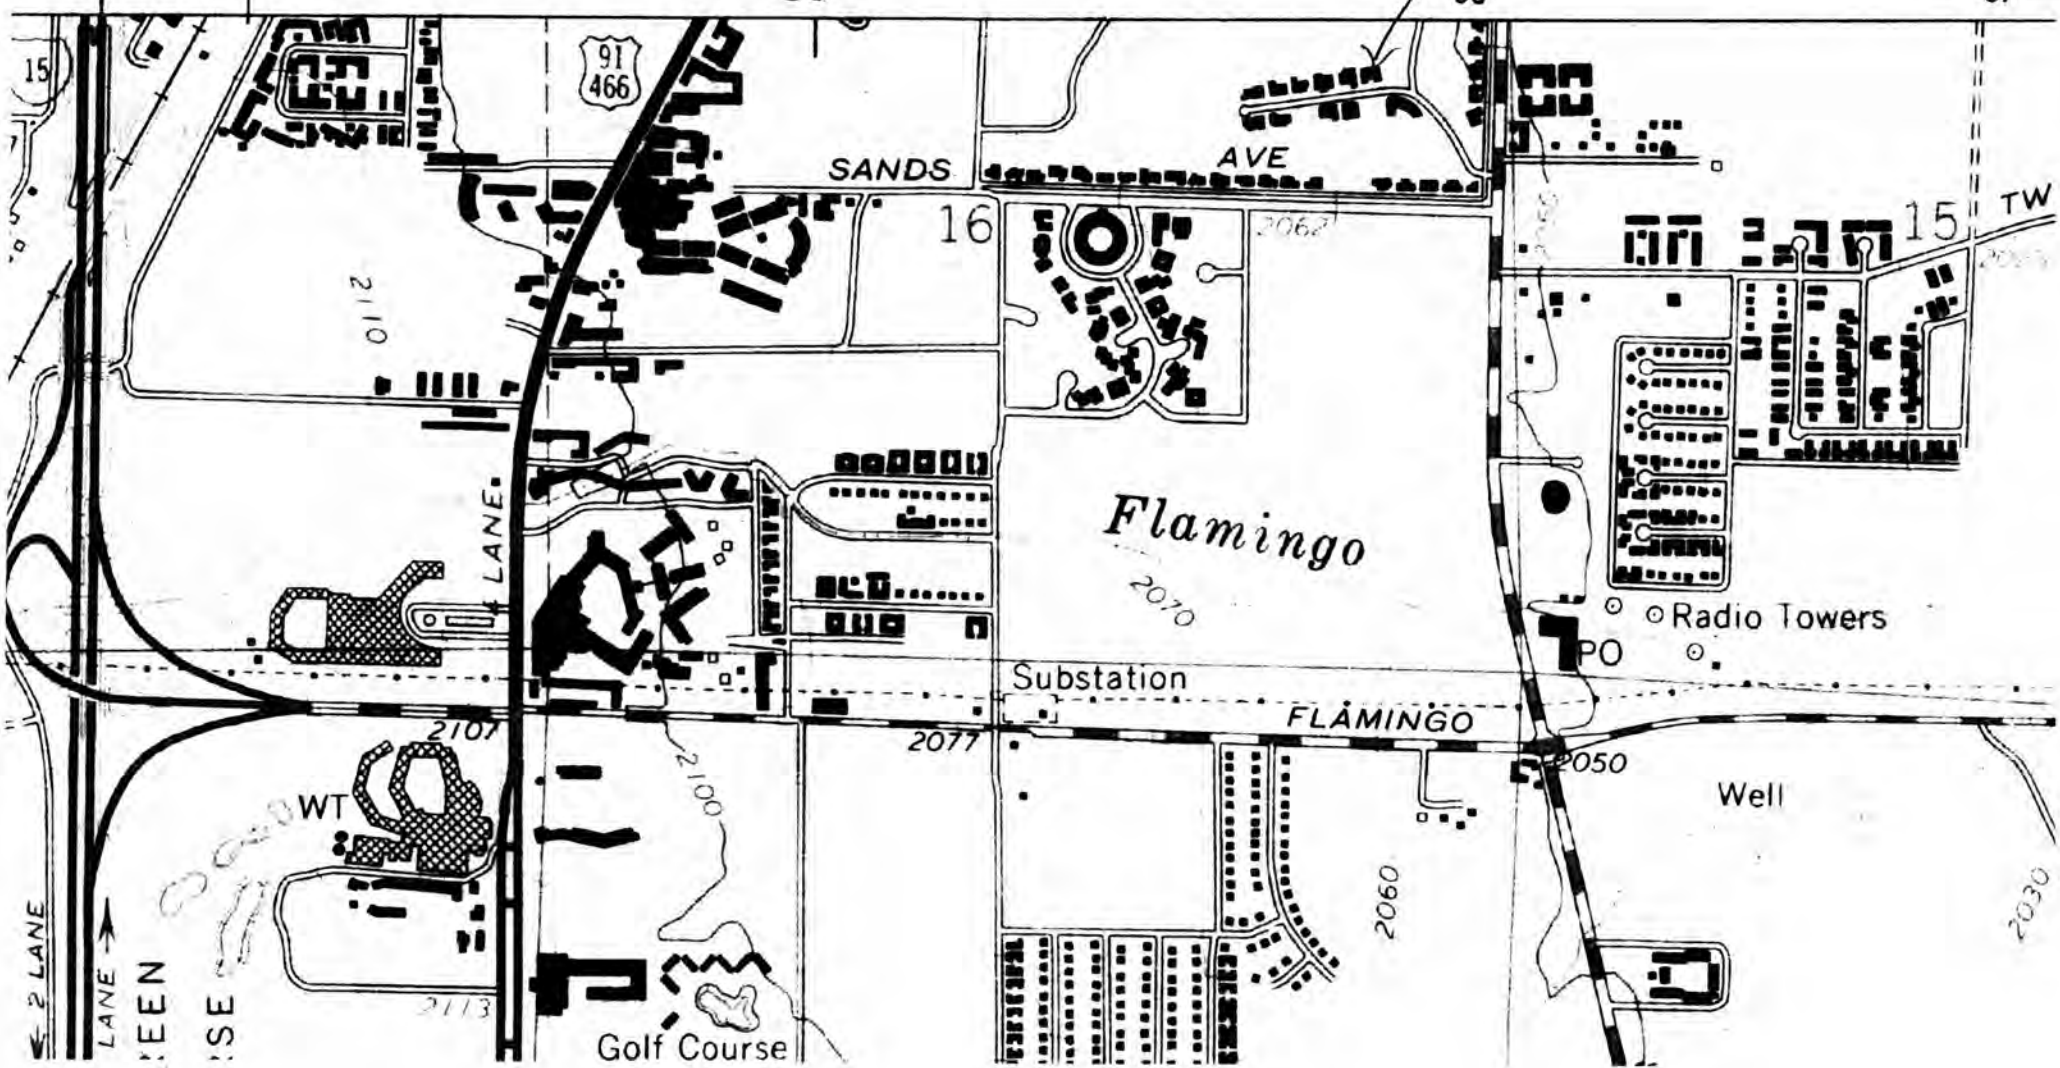 15
91
466
SANDS
AVE
16
2062
15
TW
2110
LANE
Flamingo
2070
Radio Towers
PO
Substation
FLAMINGO
2107
2077
2050
WT
2100
Well
2060
2030
2 LANE
LANE
EEN
SE
2113
Golf Course